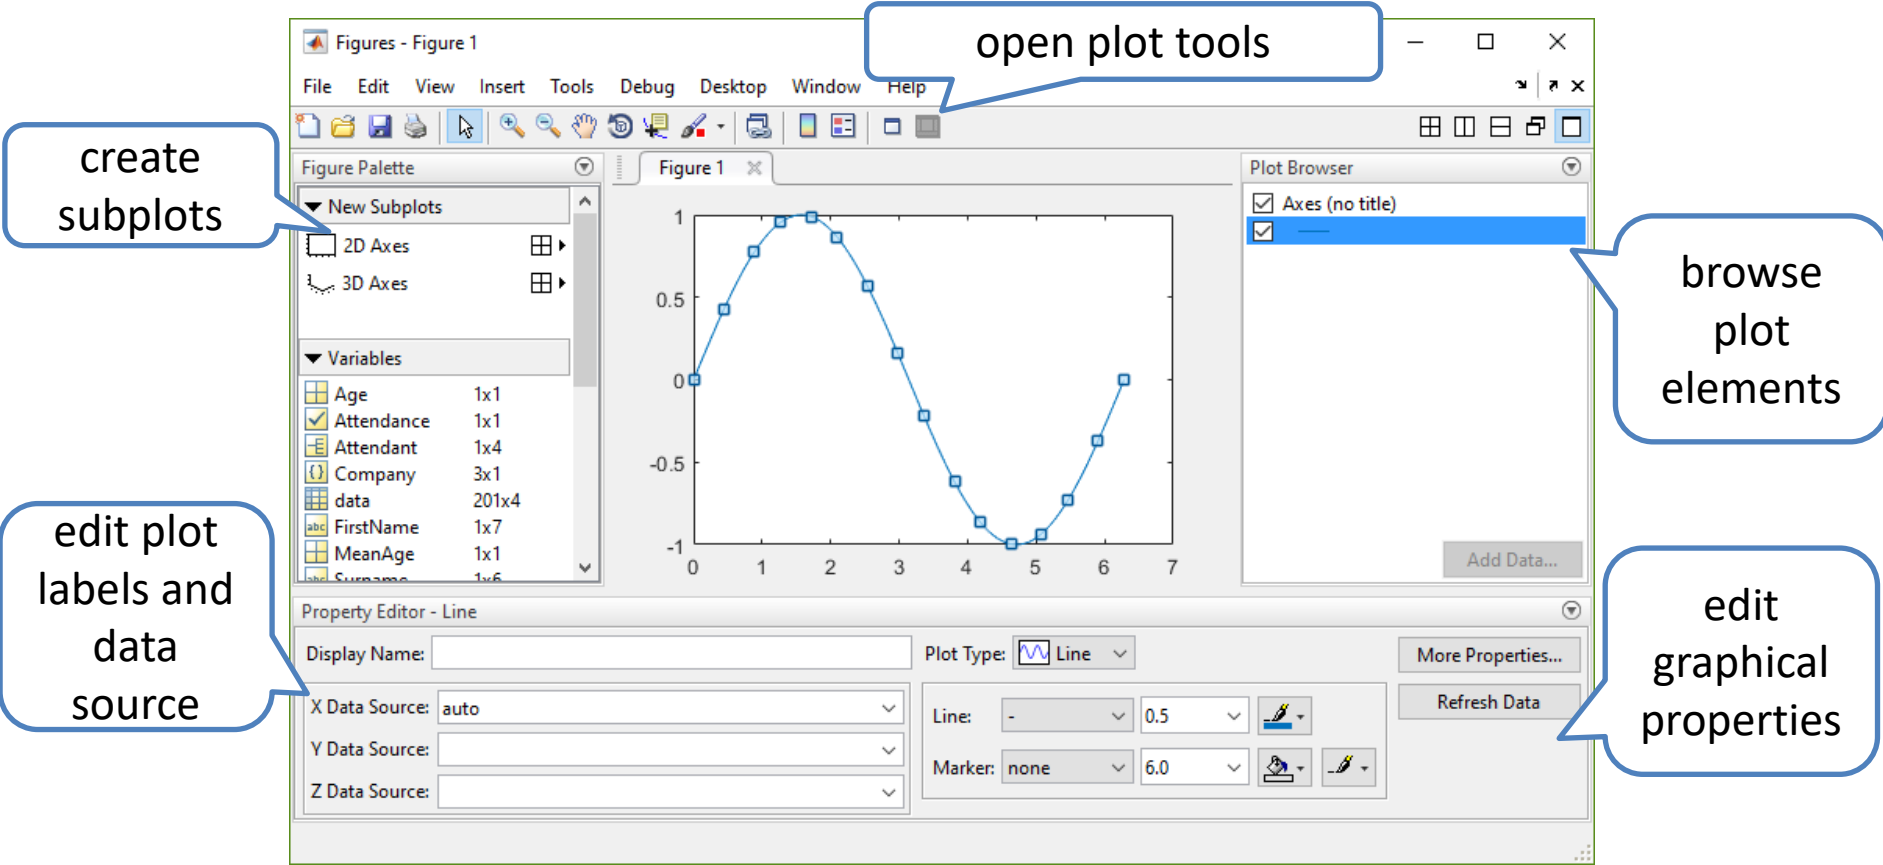 open plot tools
Figures - Figure 1
File Edit View Insert Tools Debug Desktop Window Help
create
subplots
Figure Palette
Figure 1
Plot Browser
New Subplots
2D Axes
3D Axes
Variables
Age 1x1
Attendance 1x1
Attendant 1x4
Company 3x1
data 201x4
abc FirstName 1x7
MeanAge 1x1
abc Surname 1x6
1
0.5
0
-0.5
-1
0 1 2 3 4 5 6 7
Axes (no title)
Add Data...
browse
plot
elements
edit plot
labels and
data
source
Property Editor - Line
Display Name:
Plot Type: Line
More Properties...
X Data Source: auto
Line: - 0.5
Refresh Data
Y Data Source:
Marker: none 6.0
Z Data Source:
edit
graphical
properties